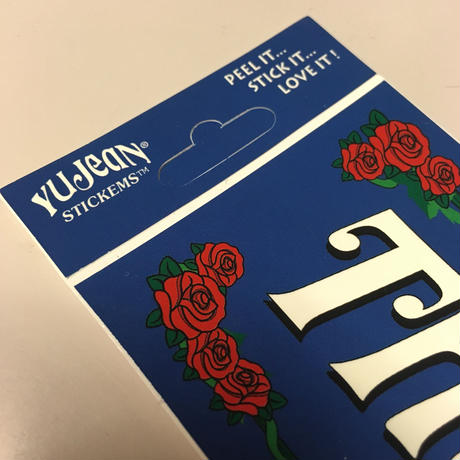 YUJEAN®
STICKEMS™
PEEL IT...
STICK IT...
LOVE IT!